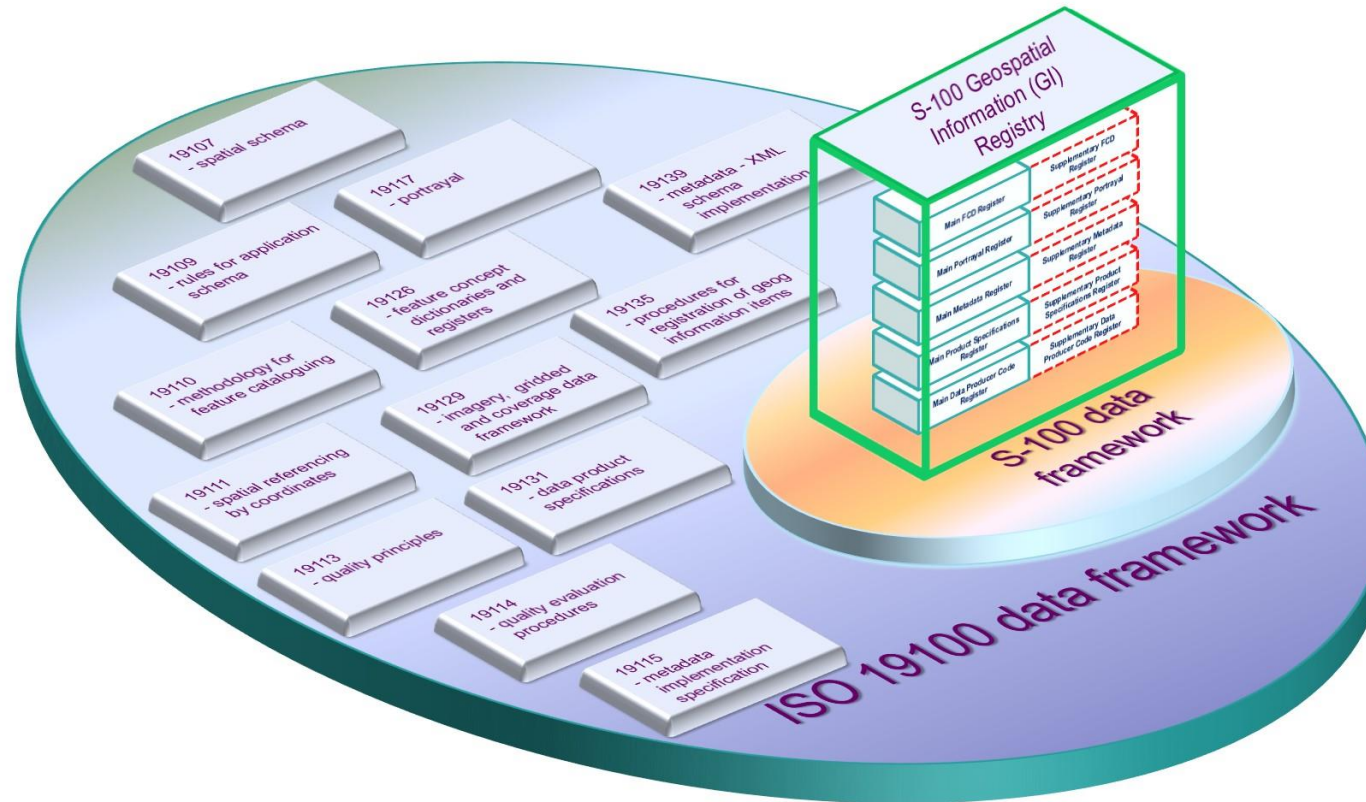 19107
- spatial schema
19117
- portrayal
19139
- metadata - XML
schema
implementation
19109
- rules for application
schema
19126
- feature concept
dictionaries and
registers
19135
- procedures for
registration of geog
information items
19110
- methodology for
feature cataloguing
19129
- imagery, gridded
and coverage data
framework
19111
- spatial referencing
by coordinates
19131
- data product
specifications
19113
- quality principles
19114
- quality evaluation
procedures
19115
- metadata
implementation
specification
S-100 Geospatial
Information (GI)
Registry
Main FCD Register
Supplementary FCD
Register
Main Portrayal Register
Supplementary Portrayal
Register
Main Metadata Register
Supplementary Metadata
Register
Main Product Specifications
Register
Supplementary Product
Specifications Register
Main Data Producer Code
Register
Supplementary Data
Producer Code Register
S-100 data
framework
ISO 19100 data framework